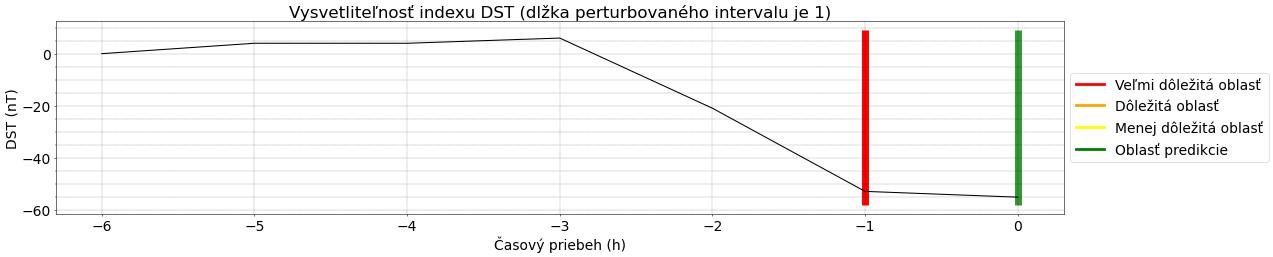 Vysvetliteľnosť indexu DST (dĺžka perturbovaného intervalu je 1)
DST (nT)
0
−20
−40
−60
−6
−5
−4
−3
−2
−1
0
Časový priebeh (h)
Veľmi dôležitá oblasť
Dôležitá oblasť
Menej dôležitá oblasť
Oblasť predikcie